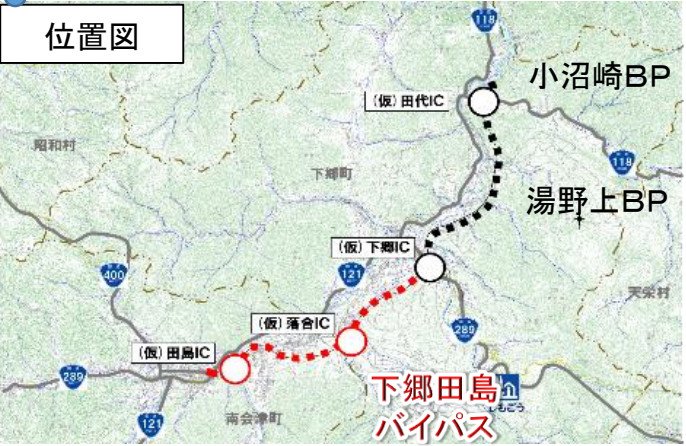 位置図
118
小沼崎BP
(仮)田代IC
昭和村
118
下郷町
湯野上BP
(仮)下郷IC
400
121
天栄村
(仮)落合IC
289
(仮)田島IC
289
下郷田島
バイパス
しもごう
121
南会津町